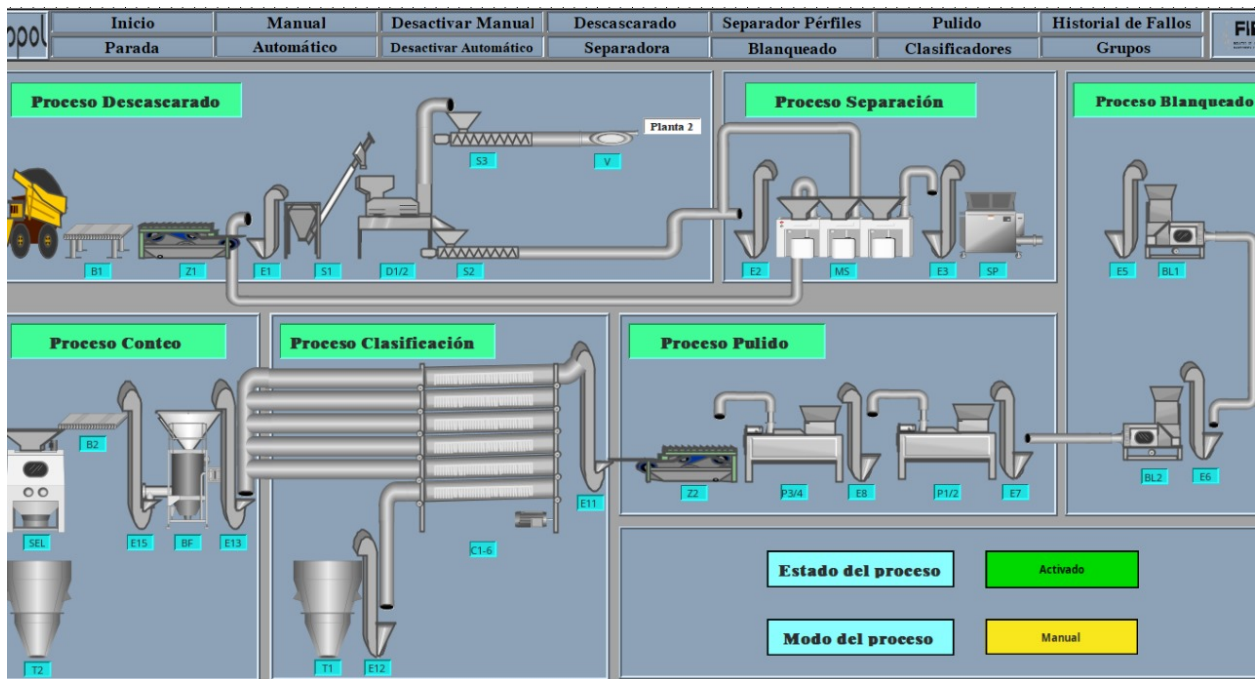 Inicio Manual Desactivar Manual Descascarado Separador Pérfiles Pulido Historial de Fallos
Parada Automático Desactivar Automático Separadora Blanqueado Clasificadores Grupos
Proceso Descascarado
Proceso Separación
Proceso Blanqueado
Planta 2
S3 V
B1 Z1 E1 S1 D1/2 S2 E2 MS E3 SP E5 BL1
Proceso Conteo
Proceso Clasificación
Proceso Pulido
B2
Z2 P3/4 E8 P1/2 E7 BL2 E6
E11
SEL E15 BF E13 C1-6
Estado del proceso Activado
Modo del proceso Manual
T2 T1 E12